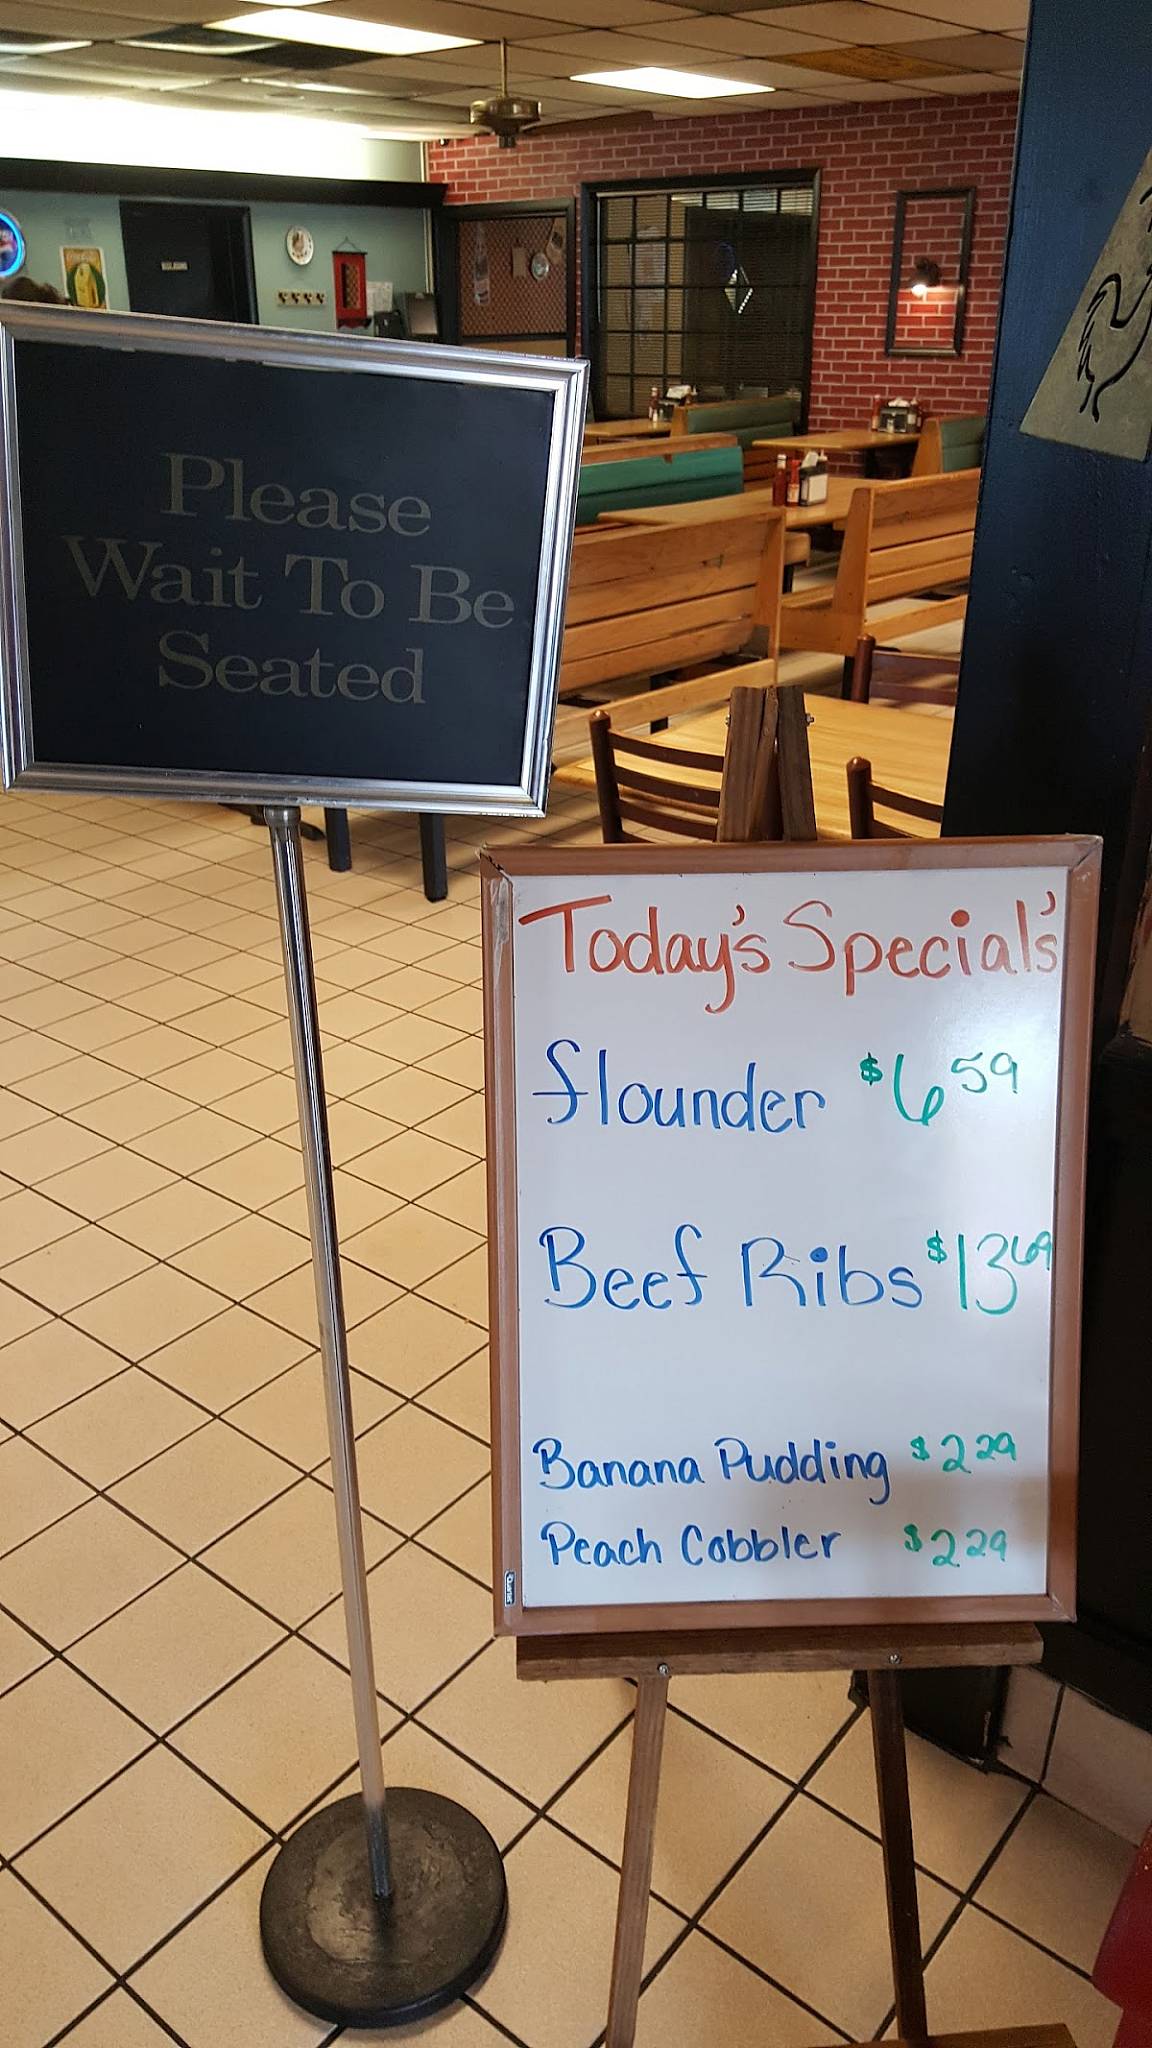 Please
Wait To Be
Seated
Today's Special's
flounder $6 59
Beef Ribs $13 69
Banana Pudding $2 29
Peach Cobbler $2 29